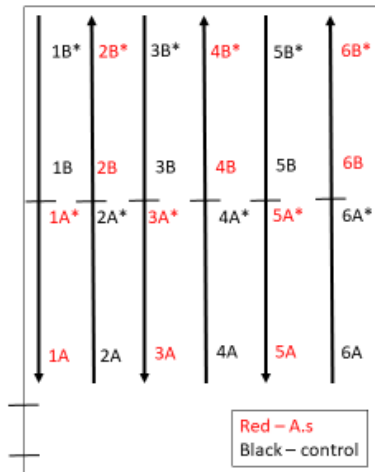 1B* 2B* 3B* 4B* 5B* 6B*
1B 2B 3B 4B 5B 6B
1A* 2A* 3A* 4A* 5A* 6A*
1A 2A 3A 4A 5A 6A
Red – A.s
Black – control